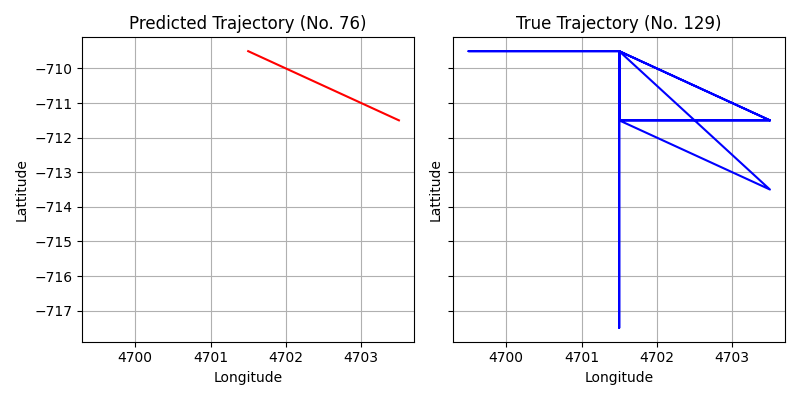 Predicted Trajectory (No. 76)
True Trajectory (No. 129)
−710
−711
−712
−713
−714
−715
−716
−717
Lattitude
Lattitude
4700 4701 4702 4703
4700 4701 4702 4703
Longitude
Longitude